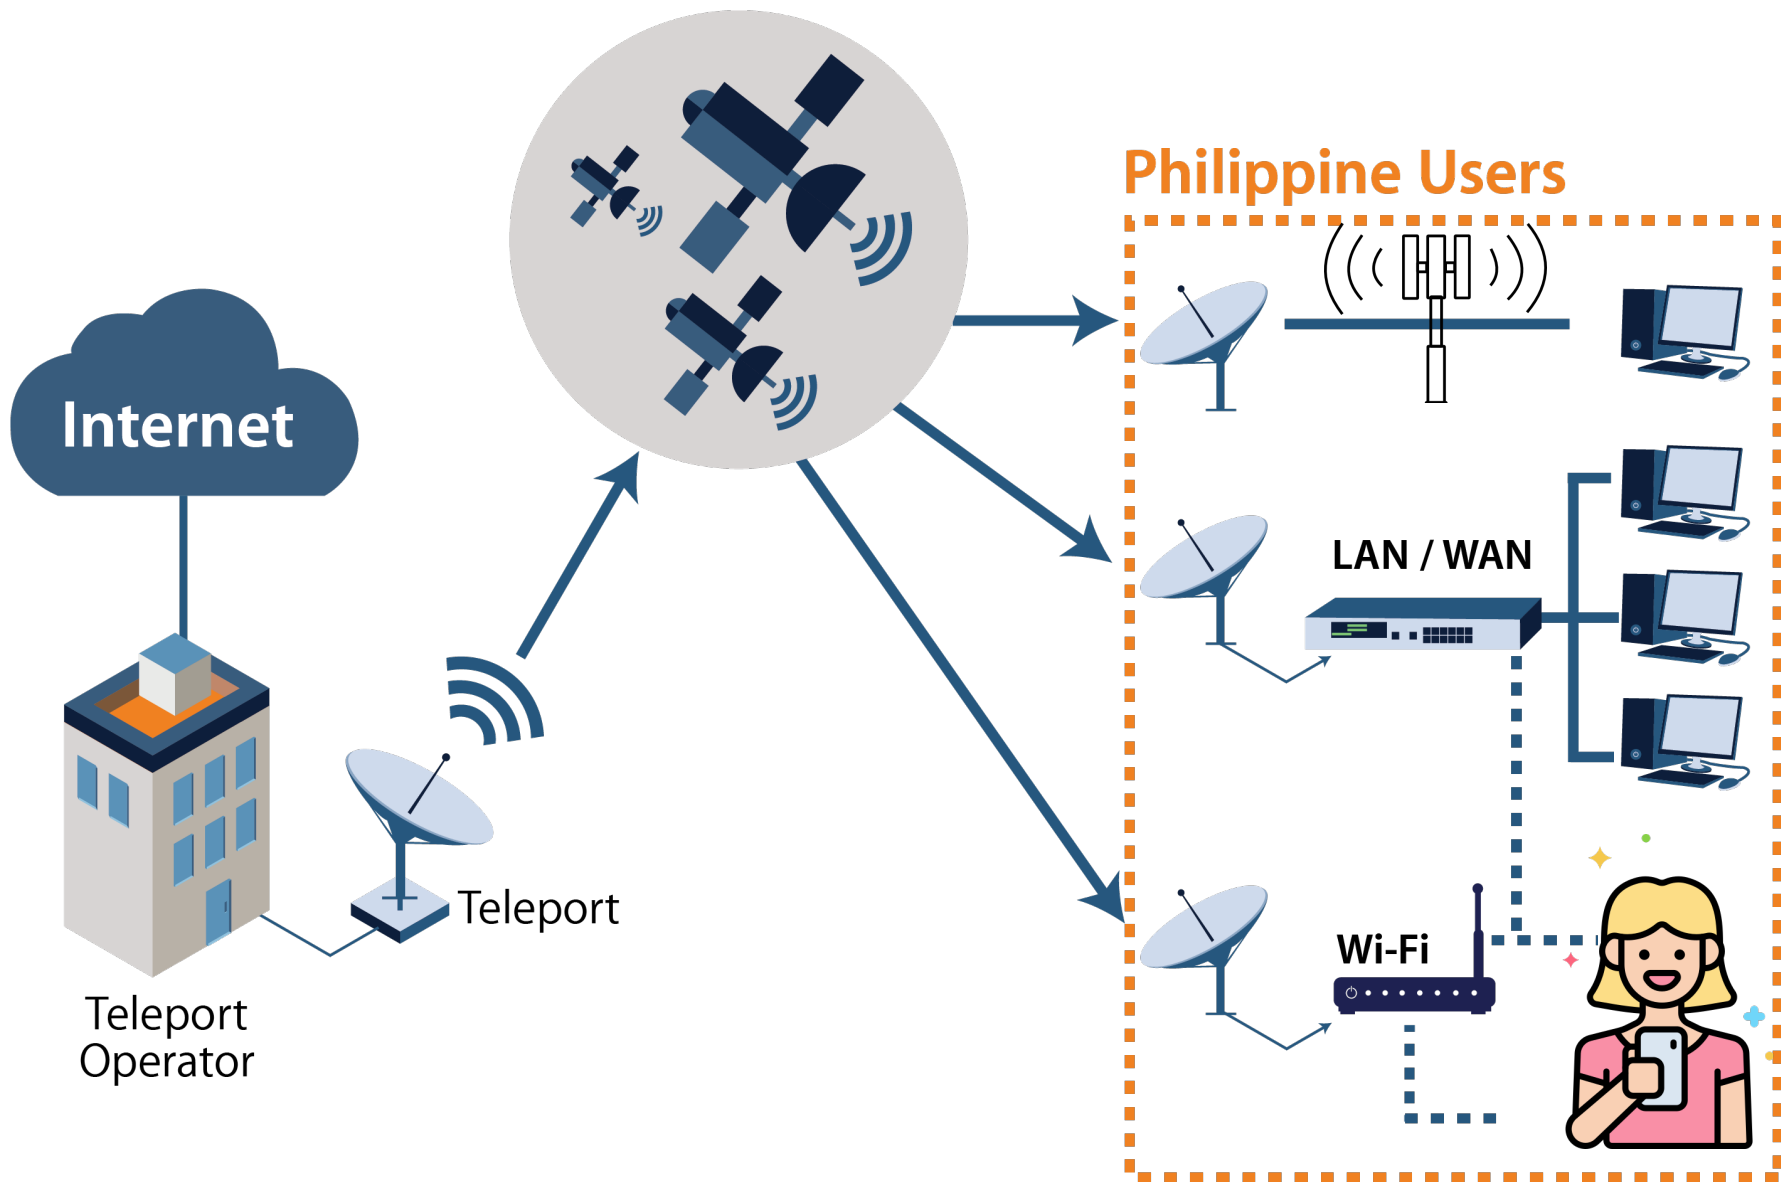 Philippine Users
Internet
LAN / WAN
Teleport
Wi-Fi
Teleport
Operator